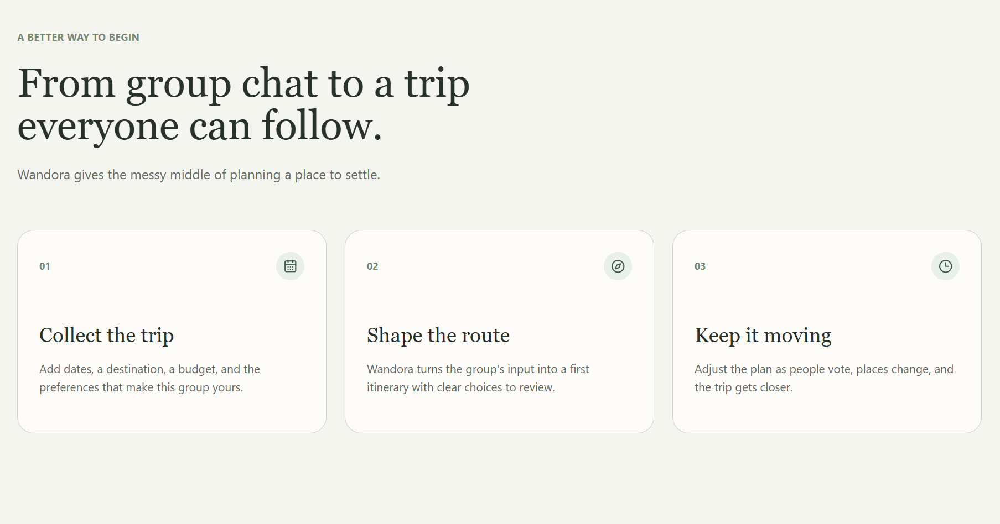 A BETTER WAY TO BEGIN
From group chat to a trip
everyone can follow.
Wandora gives the messy middle of planning a place to settle.
01
Collect the trip
Add dates, a destination, a budget, and the
preferences that make this group yours.
02
Shape the route
Wandora turns the group's input into a first
itinerary with clear choices to review.
03
Keep it moving
Adjust the plan as people vote, places change, and
the trip gets closer.